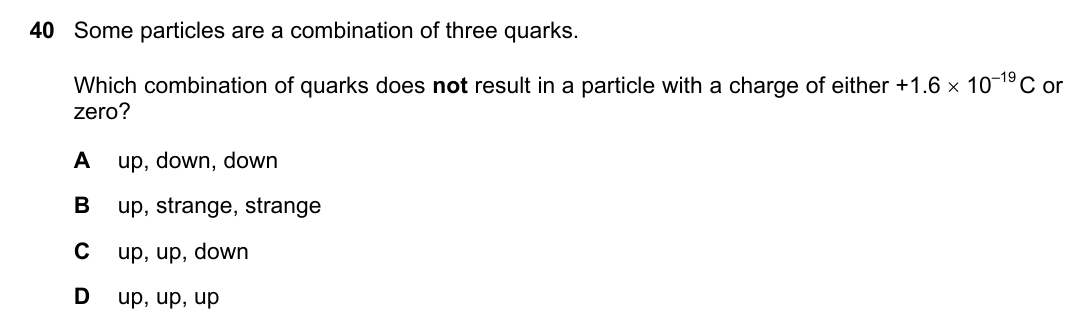 40 Some particles are a combination of three quarks.
Which combination of quarks does not result in a particle with a charge of either +1.6 × 10⁻¹⁹ C or
zero?
A up, down, down
B up, strange, strange
C up, up, down
D up, up, up